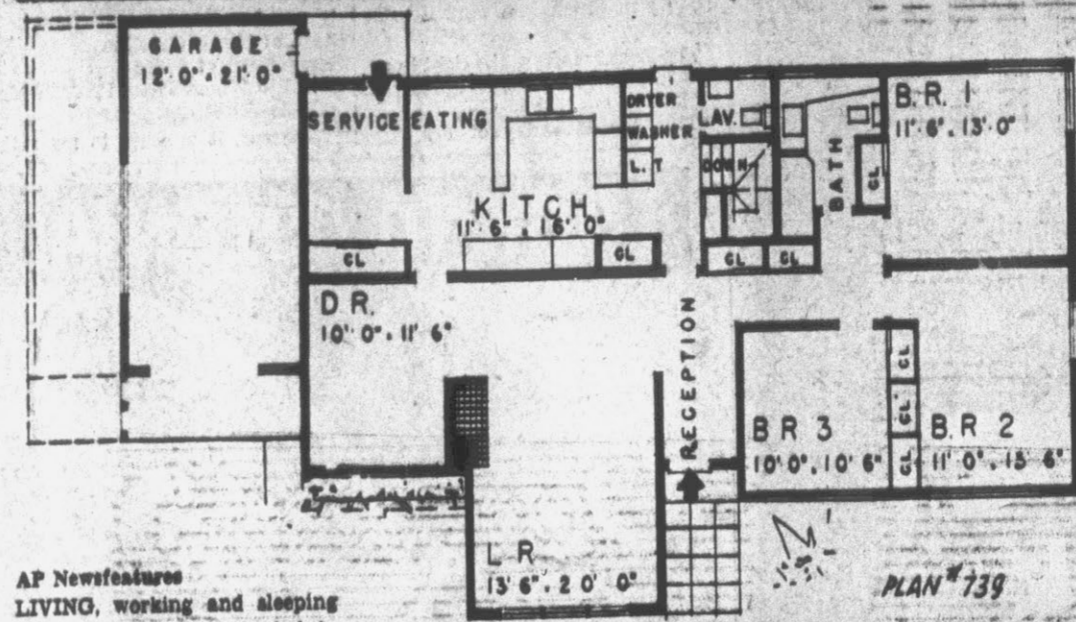 GARAGE
12'0" . 21'0"
SERVICE EATING
DRYER
WASHER
L. T
LAV.
DOWN
BATH
CL
B. R. 1
11'6" . 13'0"
KITCH
11'6" . 16'0"
CL
CL
CL
CL
D R.
10'0" . 11'6"
RECEPTION
B R 3
10'0" . 10'6"
CL
CL
CL
B. R 2
11'0" . 15'6"
L R
13'6" . 20'0"
PLAN #739
AP Newsfeatures
LIVING, working and sleeping